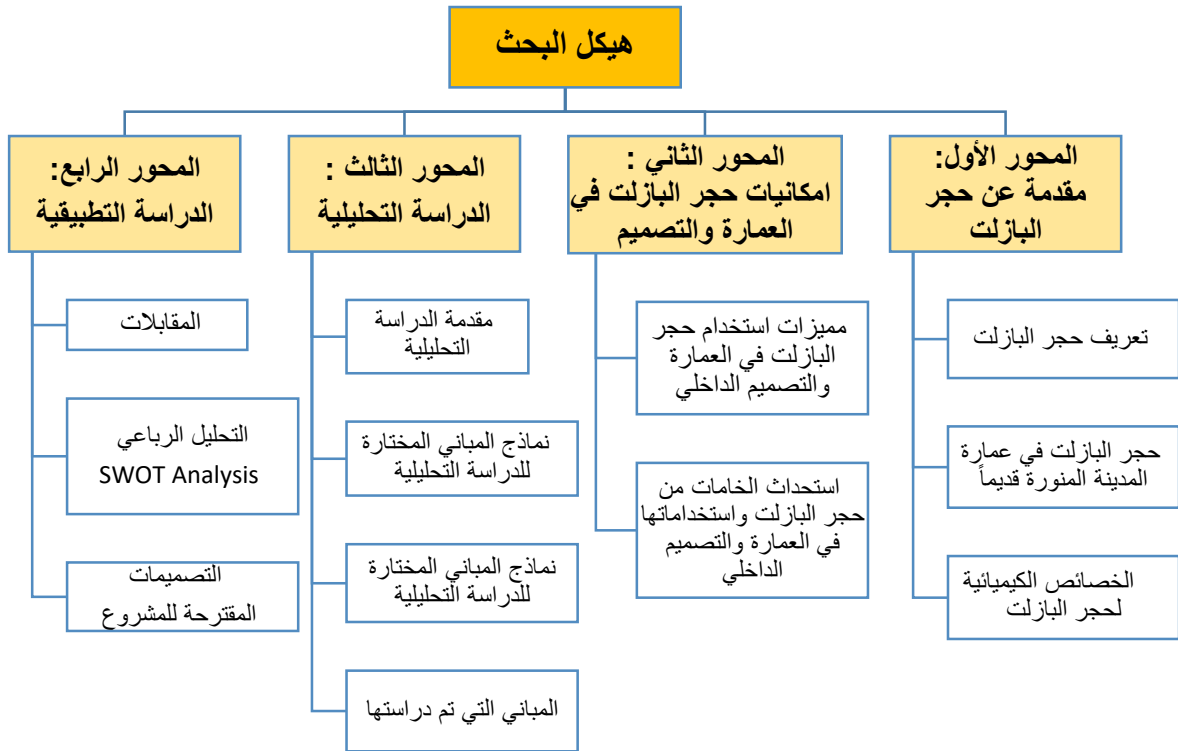 هيكل البحث
المحور الأول:
مقدمة عن حجر
البازلت
تعريف حجر البازلت
حجر البازلت في عمارة
المدينة المنورة قديماً
الخصائص الكيميائية
لحجر البازلت
المحور الثاني :
امكانيات حجر البازلت في
العمارة والتصميم
مميزات استخدام حجر
البازلت في العمارة
والتصميم الداخلي
استحداث الخامات من
حجر البازلت واستخداماتها
في العمارة والتصميم
الداخلي
المحور الثالث :
الدراسة التحليلية
مقدمة الدراسة
التحليلية
نماذج المباني المختارة
للدراسة التحليلية
نماذج المباني المختارة
للدراسة التحليلية
المباني التي تم دراستها
المحور الرابع:
الدراسة التطبيقية
المقابلات
التحليل الرباعي
SWOT Analysis
التصميمات
المقترحة للمشروع